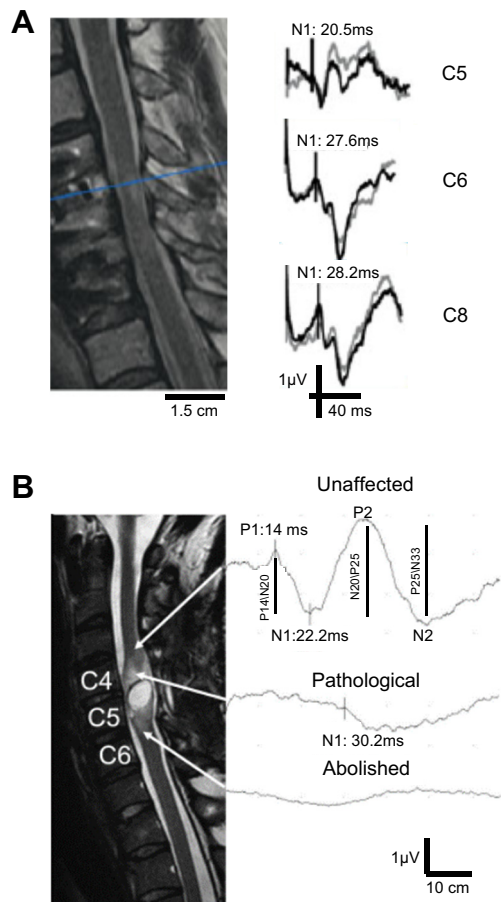 A
N1: 20.5ms
C5
N1: 27.6ms
C6
N1: 28.2ms
C8
1µV
40 ms
1.5 cm
B
Unaffected
P2
P1:14 ms
P14\N20
N20\P25
P25\N33
N1:22.2ms
N2
C4
C5
C6
Pathological
N1: 30.2ms
Abolished
1µV
10 cm